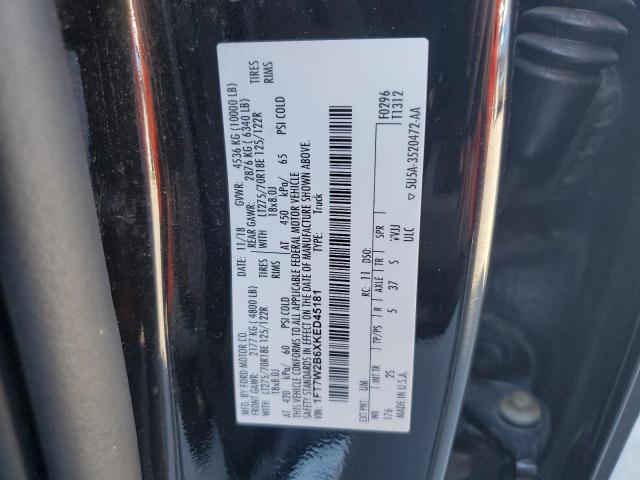 MFD. BY FORD MOTOR CO.
DATE: 11/18 GVWR: 4536 KG (10000 LB)
FRONT GAWR: 2177 KG (4800 LB) REAR GAWR: 2876 KG (6340 LB)
LT275/70R18E 125/122R TIRES WITH LT275/70R18E 125/122R TIRES
18x8.0J RIMS 18x8.0J RIMS
AT 420 kPa/ 60 PSI COLD AT 450 kPa/ 65 PSI COLD
THIS VEHICLE CONFORMS TO ALL APPLICABLE FEDERAL MOTOR VEHICLE
SAFETY STANDARDS IN EFFECT ON THE DATE OF MANUFACTURE SHOWN ABOVE.
VIN: 1FT7W2B6XKED45181 TYPE: Truck
F0296
T1312
EXT PNT: UM RC: 11 DSO:
WB INT TR TP/PS R AXLE TR SPR
176 25 5 37 5 VVJJ
MADE IN U.S.A. ULC
5U5A-3520472-AA